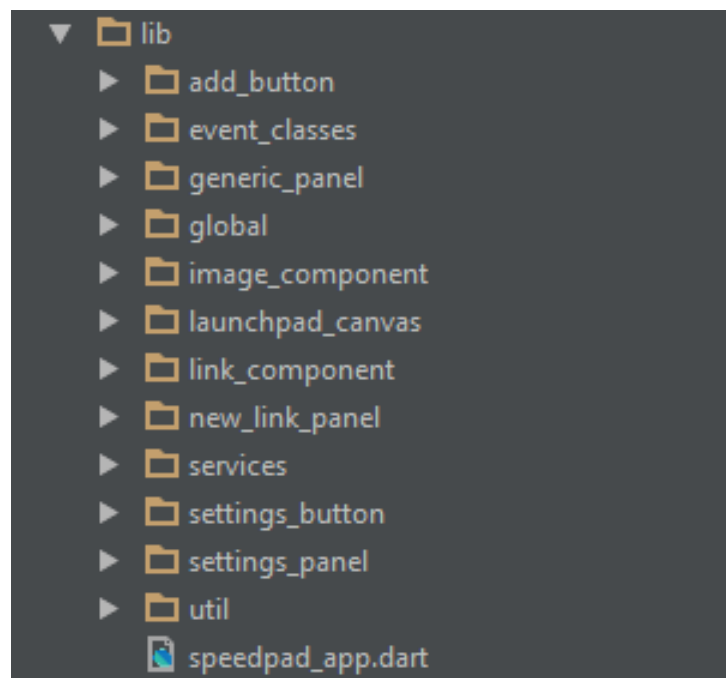 lib
add_button
event_classes
generic_panel
global
image_component
launchpad_canvas
link_component
new_link_panel
services
settings_button
settings_panel
util
speedpad_app.dart